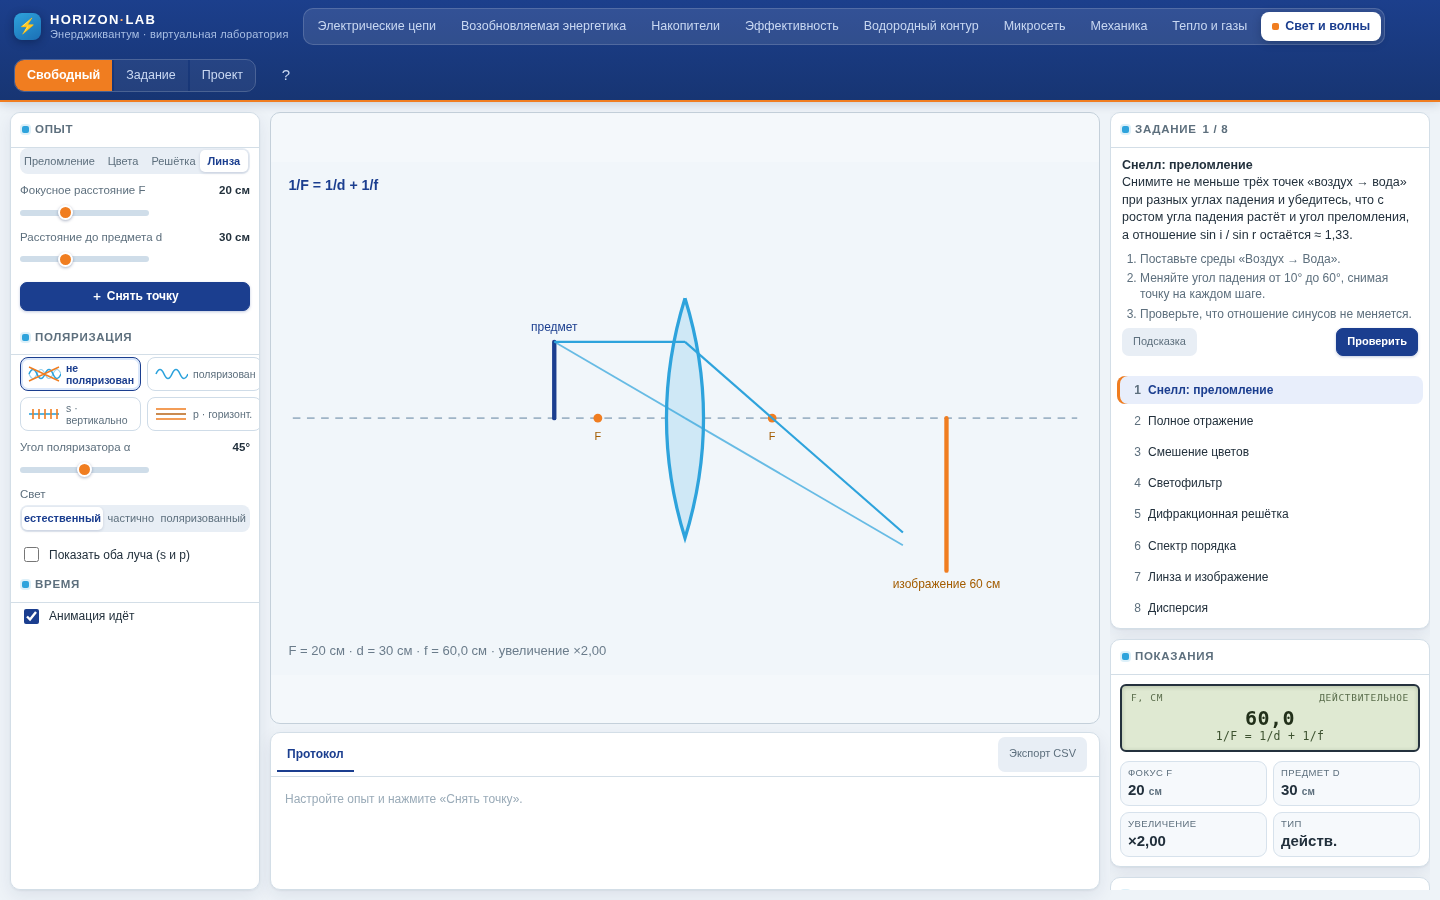 HORIZON·LAB
Энерджиквантум · виртуальная лаборатория
Электрические цепи
Возобновляемая энергетика
Накопители
Эффективность
Водородный контур
Микросеть
Механика
Тепло и газы
Свет и волны
Свободный
Задание
Проект
?
ОПЫТ
Преломление
Цвета
Решётка
Линза
Фокусное расстояние F
20 см
Расстояние до предмета d
30 см
+ Снять точку
ПОЛЯРИЗАЦИЯ
не
поляризован
поляризован
s ·
вертикально
p · горизонт.
Угол поляризатора α
45°
Свет
естественный
частично
поляризованный
Показать оба луча (s и p)
ВРЕМЯ
Анимация идёт
1/F = 1/d + 1/f
предмет
F
F
изображение 60 см
F = 20 см · d = 30 см · f = 60,0 см · увеличение ×2,00
Протокол
Экспорт CSV
Настройте опыт и нажмите «Снять точку».
ЗАДАНИЕ 1 / 8
Снелл: преломление
Снимите не меньше трёх точек «воздух → вода»
при разных углах падения и убедитесь, что с
ростом угла падения растёт и угол преломления,
а отношение sin i / sin r остаётся ≈ 1,33.
1. Поставьте среды «Воздух → Вода».
2. Меняйте угол падения от 10° до 60°, снимая
точку на каждом шаге.
3. Проверьте, что отношение синусов не меняется.
Подсказка
Проверить
1 Снелл: преломление
2 Полное отражение
3 Смешение цветов
4 Светофильтр
5 Дифракционная решётка
6 Спектр порядка
7 Линза и изображение
8 Дисперсия
ПОКАЗАНИЯ
F, СМ
ДЕЙСТВИТЕЛЬНОЕ
60,0
1/F = 1/d + 1/f
ФОКУС F
20 см
ПРЕДМЕТ D
30 см
УВЕЛИЧЕНИЕ
×2,00
ТИП
действ.